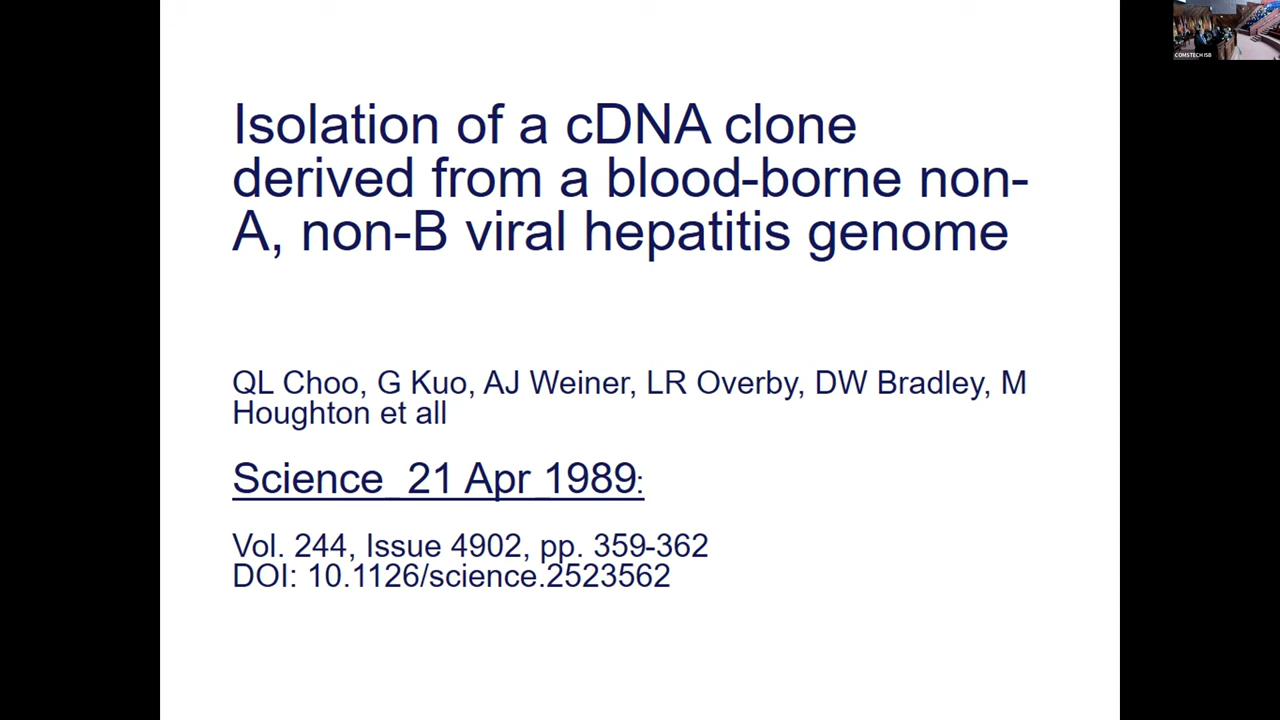 Isolation of a cDNA clone
derived from a blood-borne non-
A, non-B viral hepatitis genome
QL Choo, G Kuo, AJ Weiner, LR Overby, DW Bradley, M
Houghton et all
Science 21 Apr 1989:
Vol. 244, Issue 4902, pp. 359-362
DOI: 10.1126/science.2523562
COMSTECH ISB